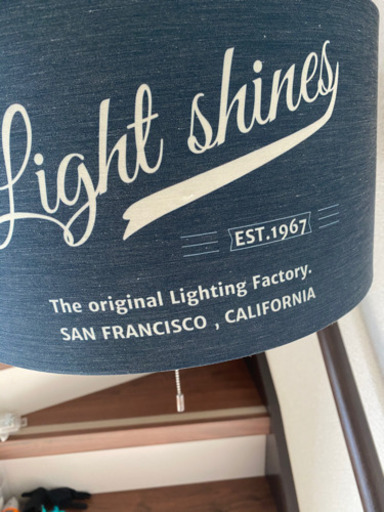 Light shines
EST.1967
The original Lighting Factory.
SAN FRANCISCO , CALIFORNIA